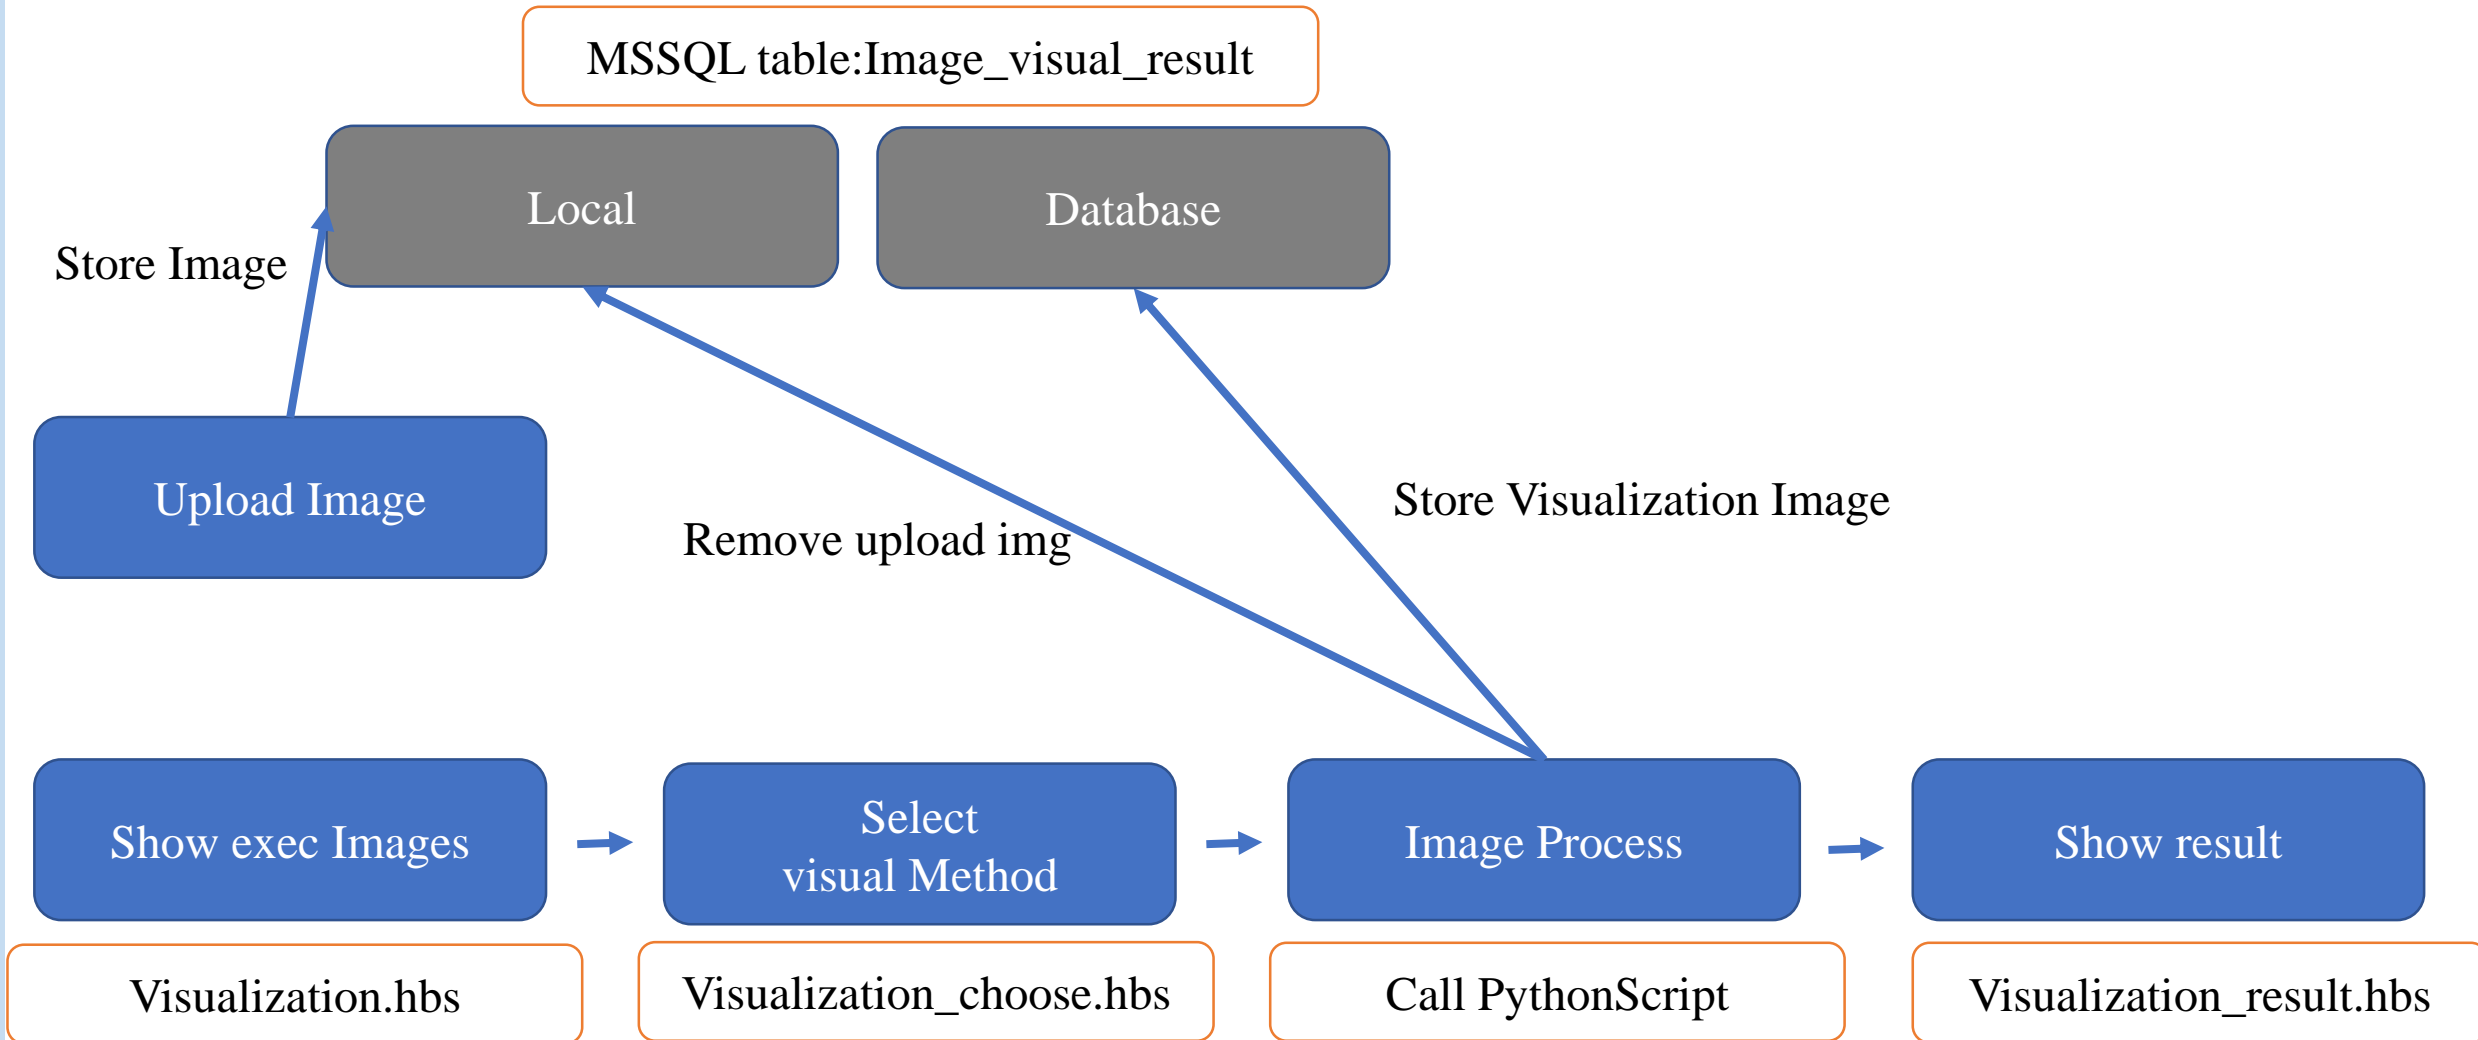 MSSQL table:Image_visual_result
Local
Database
Store Image
Upload Image
Remove upload img
Store Visualization Image
Show exec Images
Select
visual Method
Image Process
Show result
Visualization.hbs
Visualization_choose.hbs
Call PythonScript
Visualization_result.hbs